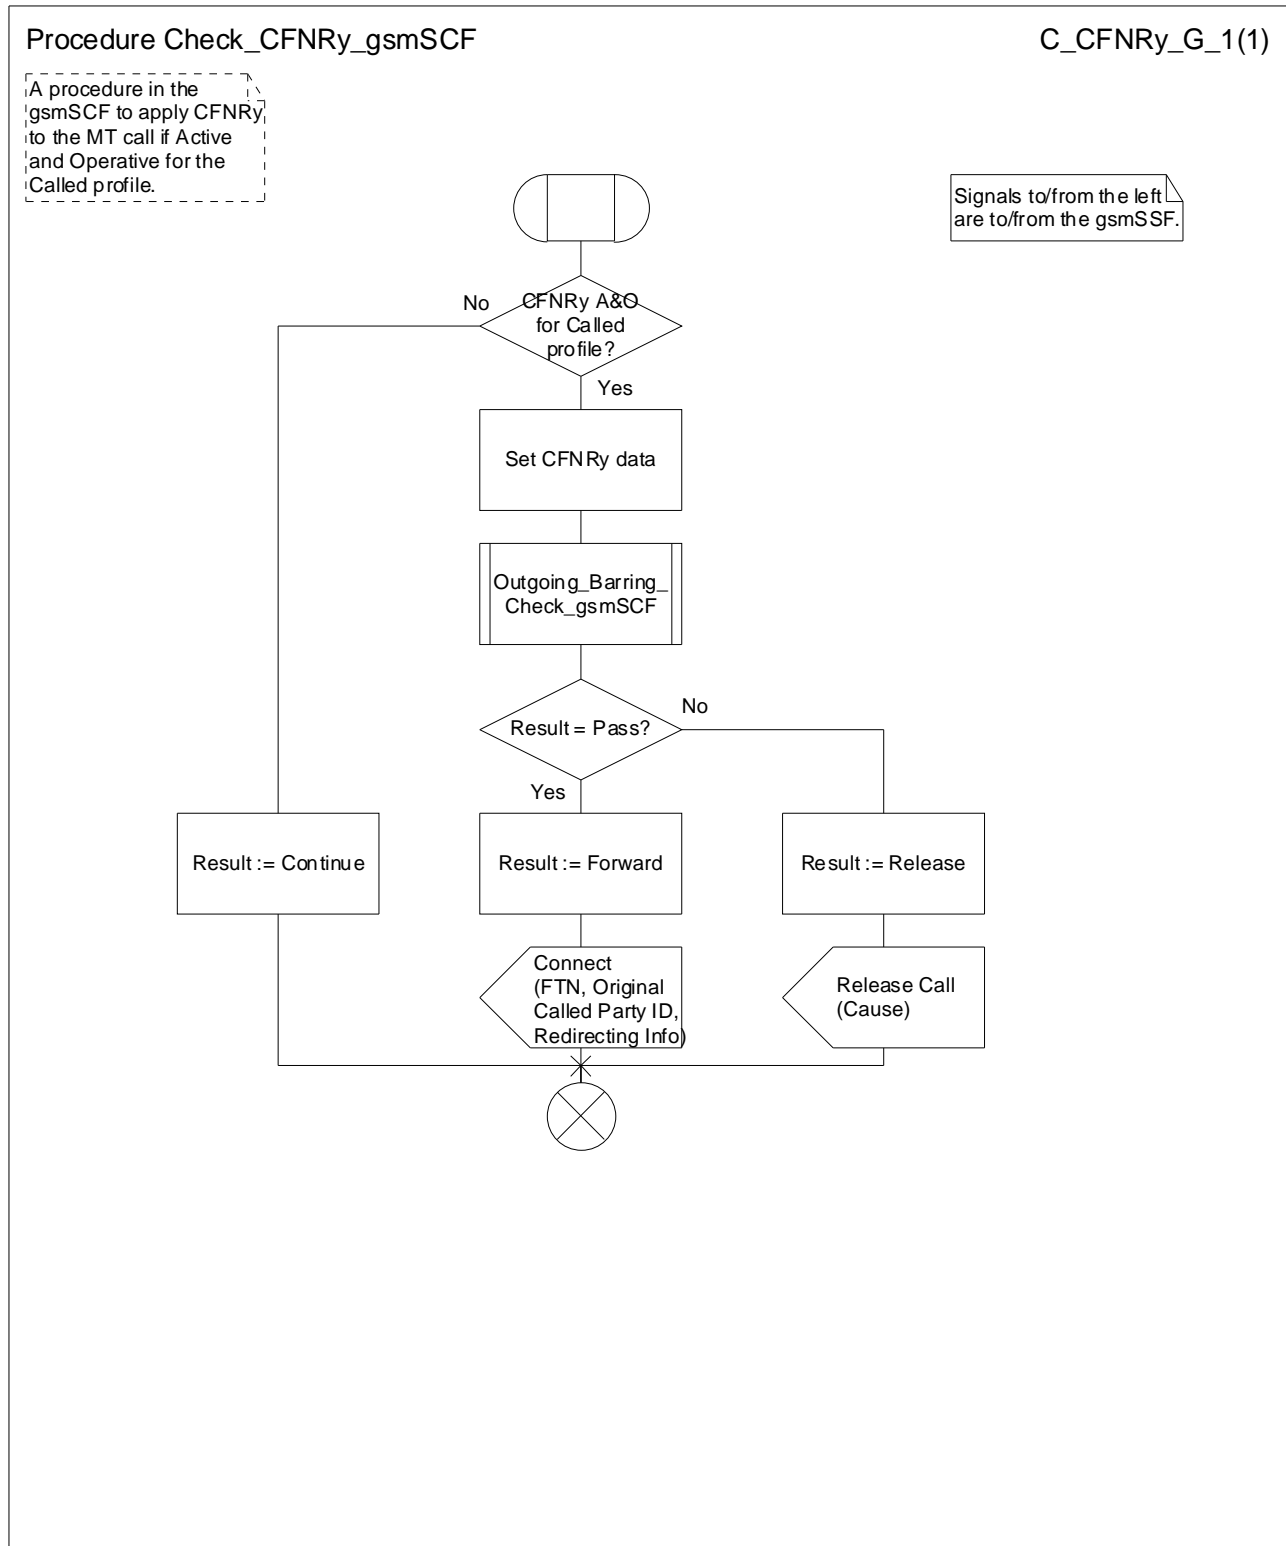 Procedure Check_CFNRy_gsmSCF
C_CFNRy_G_1(1)
A procedure in the
gsmSCF to apply CFNRy
to the MT call if Active
and Operative for the
Called profile.
Signals to/from the left
are to/from the gsmSSF.
No
CFNRy A&O
for Called
profile?
Yes
Set CFNRy data
Outgoing_Barring_
Check_gsmSCF
Result = Pass?
No
Yes
Result := Continue
Result := Forward
Result := Release
Connect
(FTN, Original
Called Party ID,
Redirecting Info)
Release Call
(Cause)